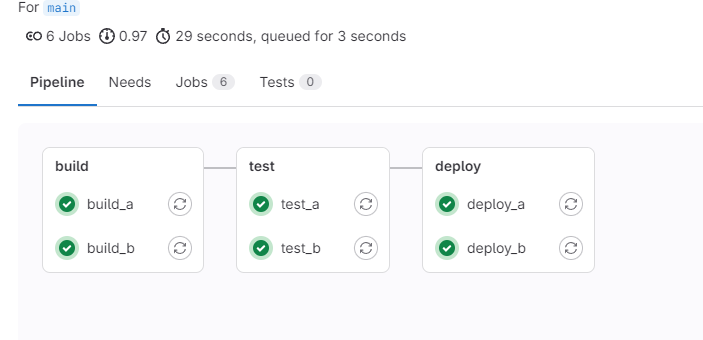 For main
6 Jobs 0.97 29 seconds, queued for 3 seconds
Pipeline Needs Jobs 6 Tests 0
build test deploy
build_a test_a deploy_a
build_b test_b deploy_b